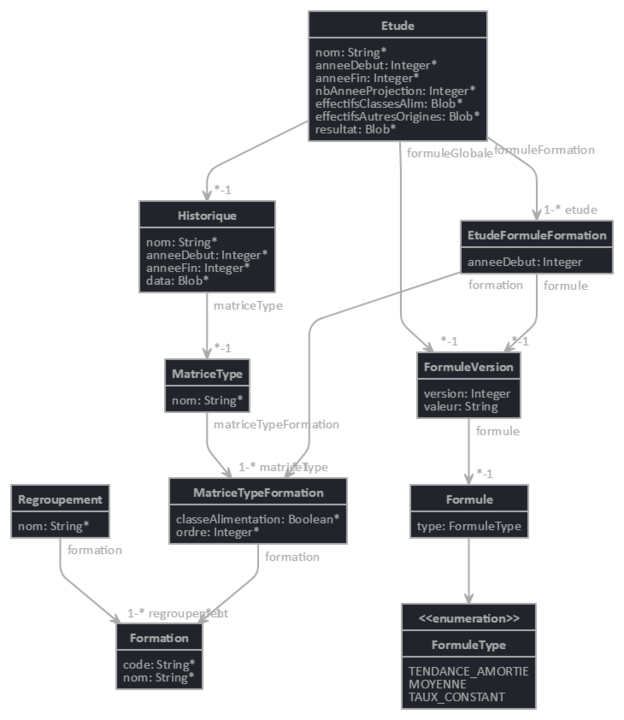 Etude
nom: String*
anneeDebut: Integer*
anneeFin: Integer*
nbAnneeProjection: Integer*
effectifsClassesAlim: Blob*
effectifsAutresOrigines: Blob*
resultat: Blob*
formuleGlobale
formuleFormation
*-1
1-* etude
Historique
nom: String*
anneeDebut: Integer*
anneeFin: Integer*
data: Blob*
EtudeFormuleFormation
anneeDebut: Integer
matriceType
formation
formule
*-1
*-1
*-1
MatriceType
nom: String*
FormuleVersion
version: Integer
valeur: String
matriceTypeFormation
formule
1-* matriceType
*-1
Regroupement
nom: String*
MatriceTypeFormation
classeAlimentation: Boolean*
ordre: Integer*
Formule
type: FormuleType
formation
formation
1-* regroupement
Formation
code: String*
nom: String*
<<enumeration>>
FormuleType
TENDANCE_AMORTIE
MOYENNE
TAUX_CONSTANT